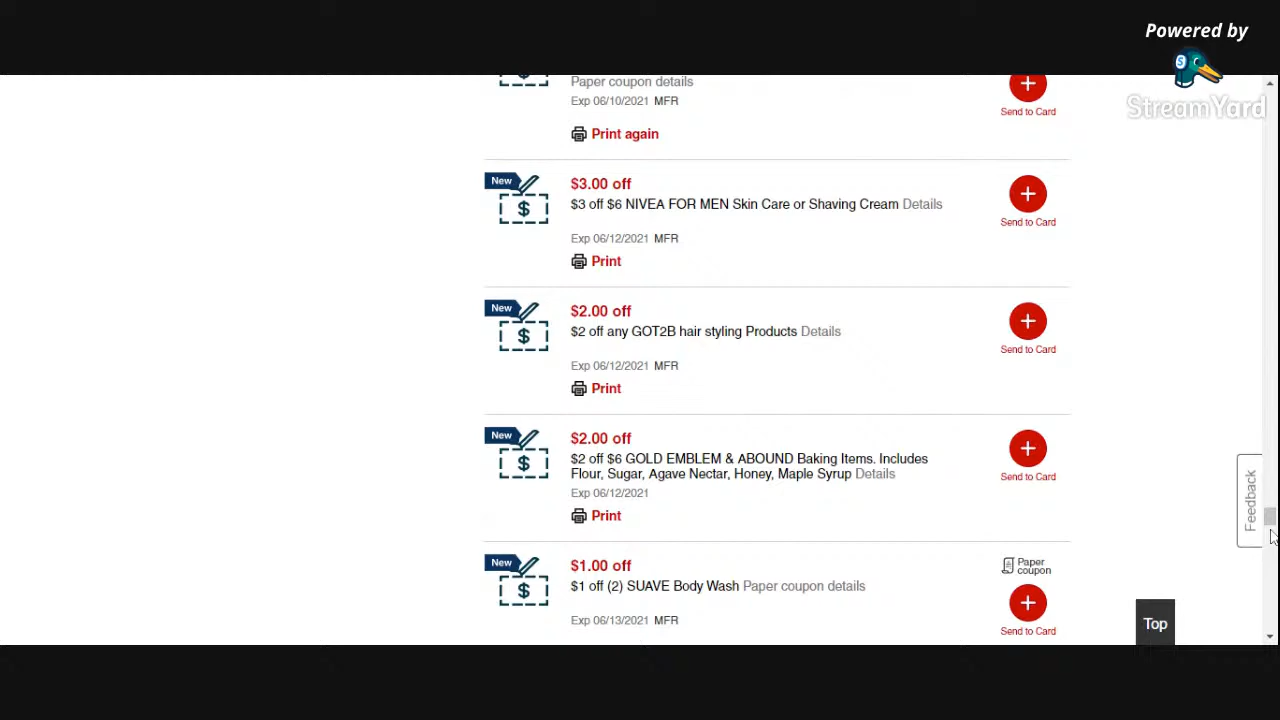 Powered by
StreamYard
Paper coupon details
Exp 06/10/2021 MFR
Send to Card
Print again
New
$
$3.00 off
$3 off $6 NIVEA FOR MEN Skin Care or Shaving Cream Details
Send to Card
Exp 06/12/2021 MFR
Print
New
$
$2.00 off
$2 off any GOT2B hair styling Products Details
Send to Card
Exp 06/12/2021 MFR
Print
New
$
$2.00 off
$2 off $6 GOLD EMBLEM & ABOUND Baking Items. Includes
Flour, Sugar, Agave Nectar, Honey, Maple Syrup Details
Send to Card
Exp 06/12/2021
Print
New
$
$1.00 off
$1 off (2) SUAVE Body Wash Paper coupon details
Paper
coupon
Exp 06/13/2021 MFR
Send to Card
Feedback
Top